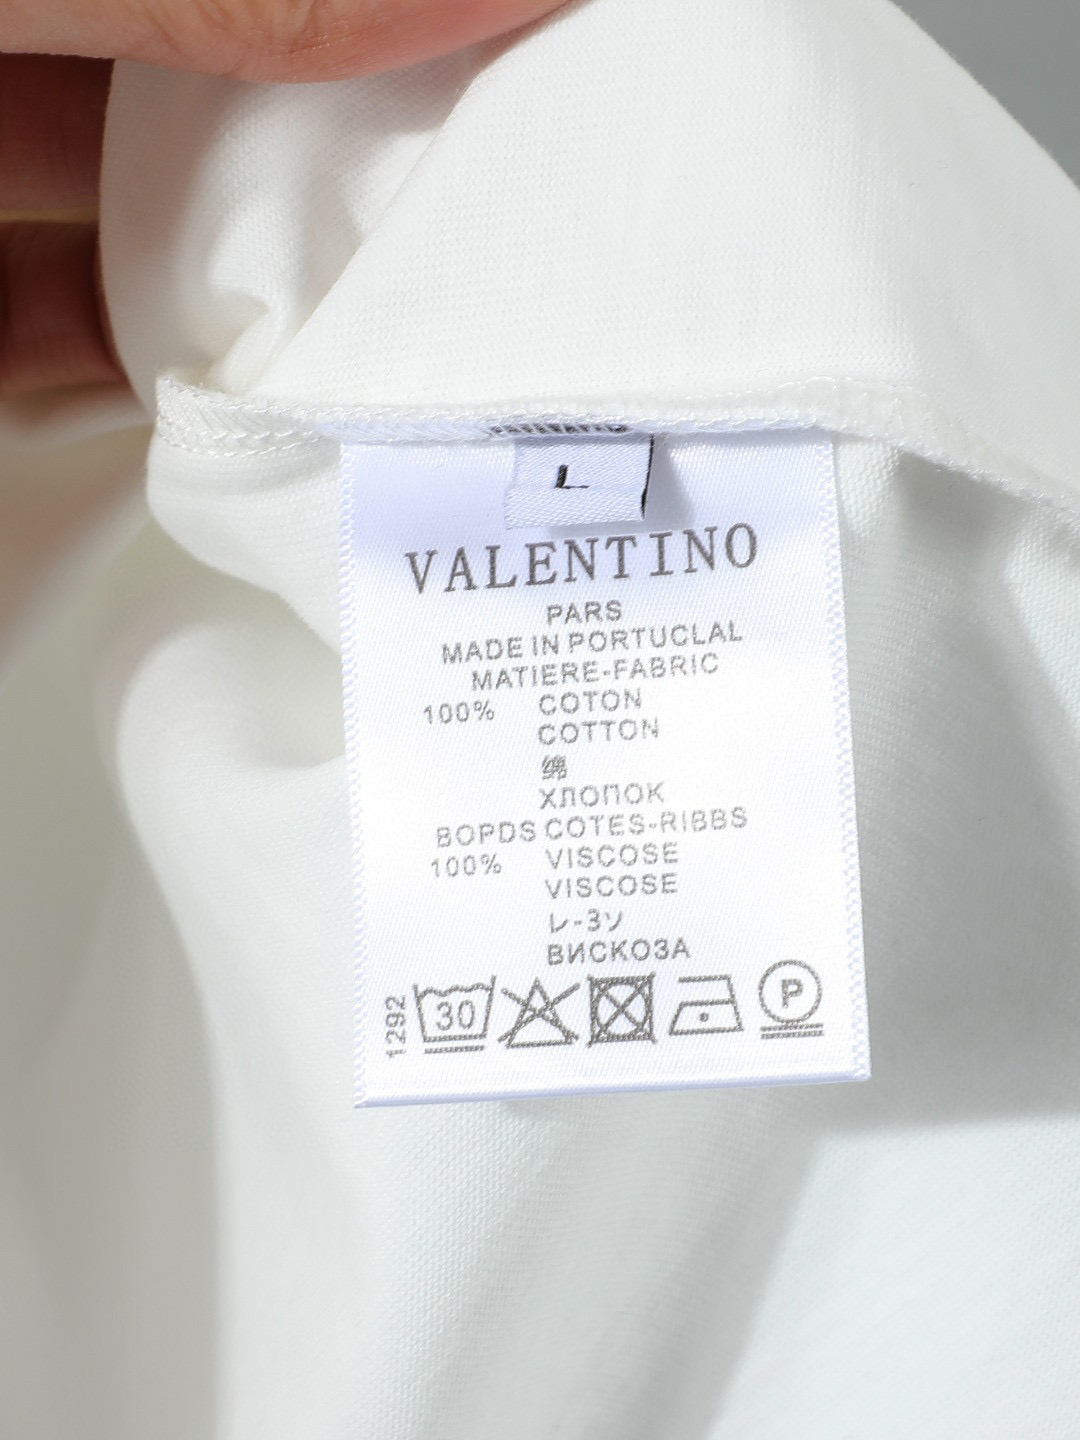 L
VALENTINO
PARS
MADE IN PORTUCLAL
MATIERE-FABRIC
100% COTON
COTTON
ХЛОПОК
BOPDS COTES-RIBBS
100% VISCOSE
VISCOSE
レ-3ソ
ВИСКОЗА
1292
30
P